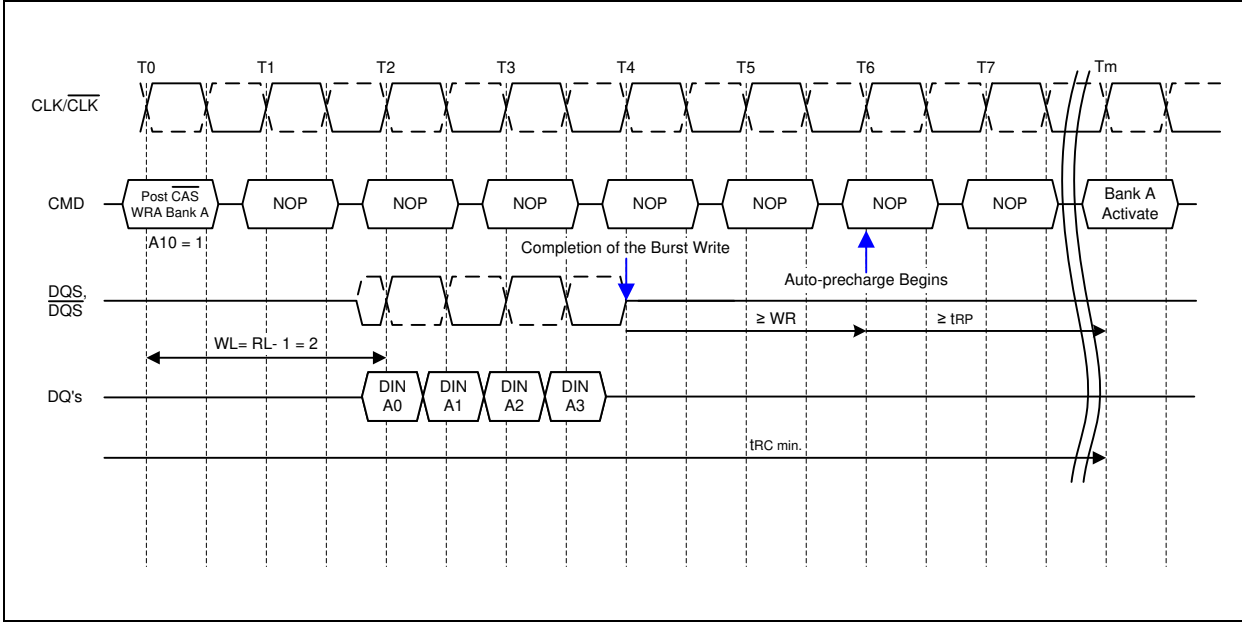 T0 T1 T2 T3 T4 T5 T6 T7 Tm
CLK/CLK
CMD
Post CAS
WRA Bank A
NOP NOP NOP NOP NOP NOP NOP
Bank A
Activate
A10 = 1
Completion of the Burst Write
Auto-precharge Begins
DQS,
DQS
≥ WR
≥ tRP
WL= RL- 1 = 2
DQ's
DIN
A0
DIN
A1
DIN
A2
DIN
A3
tRC min.